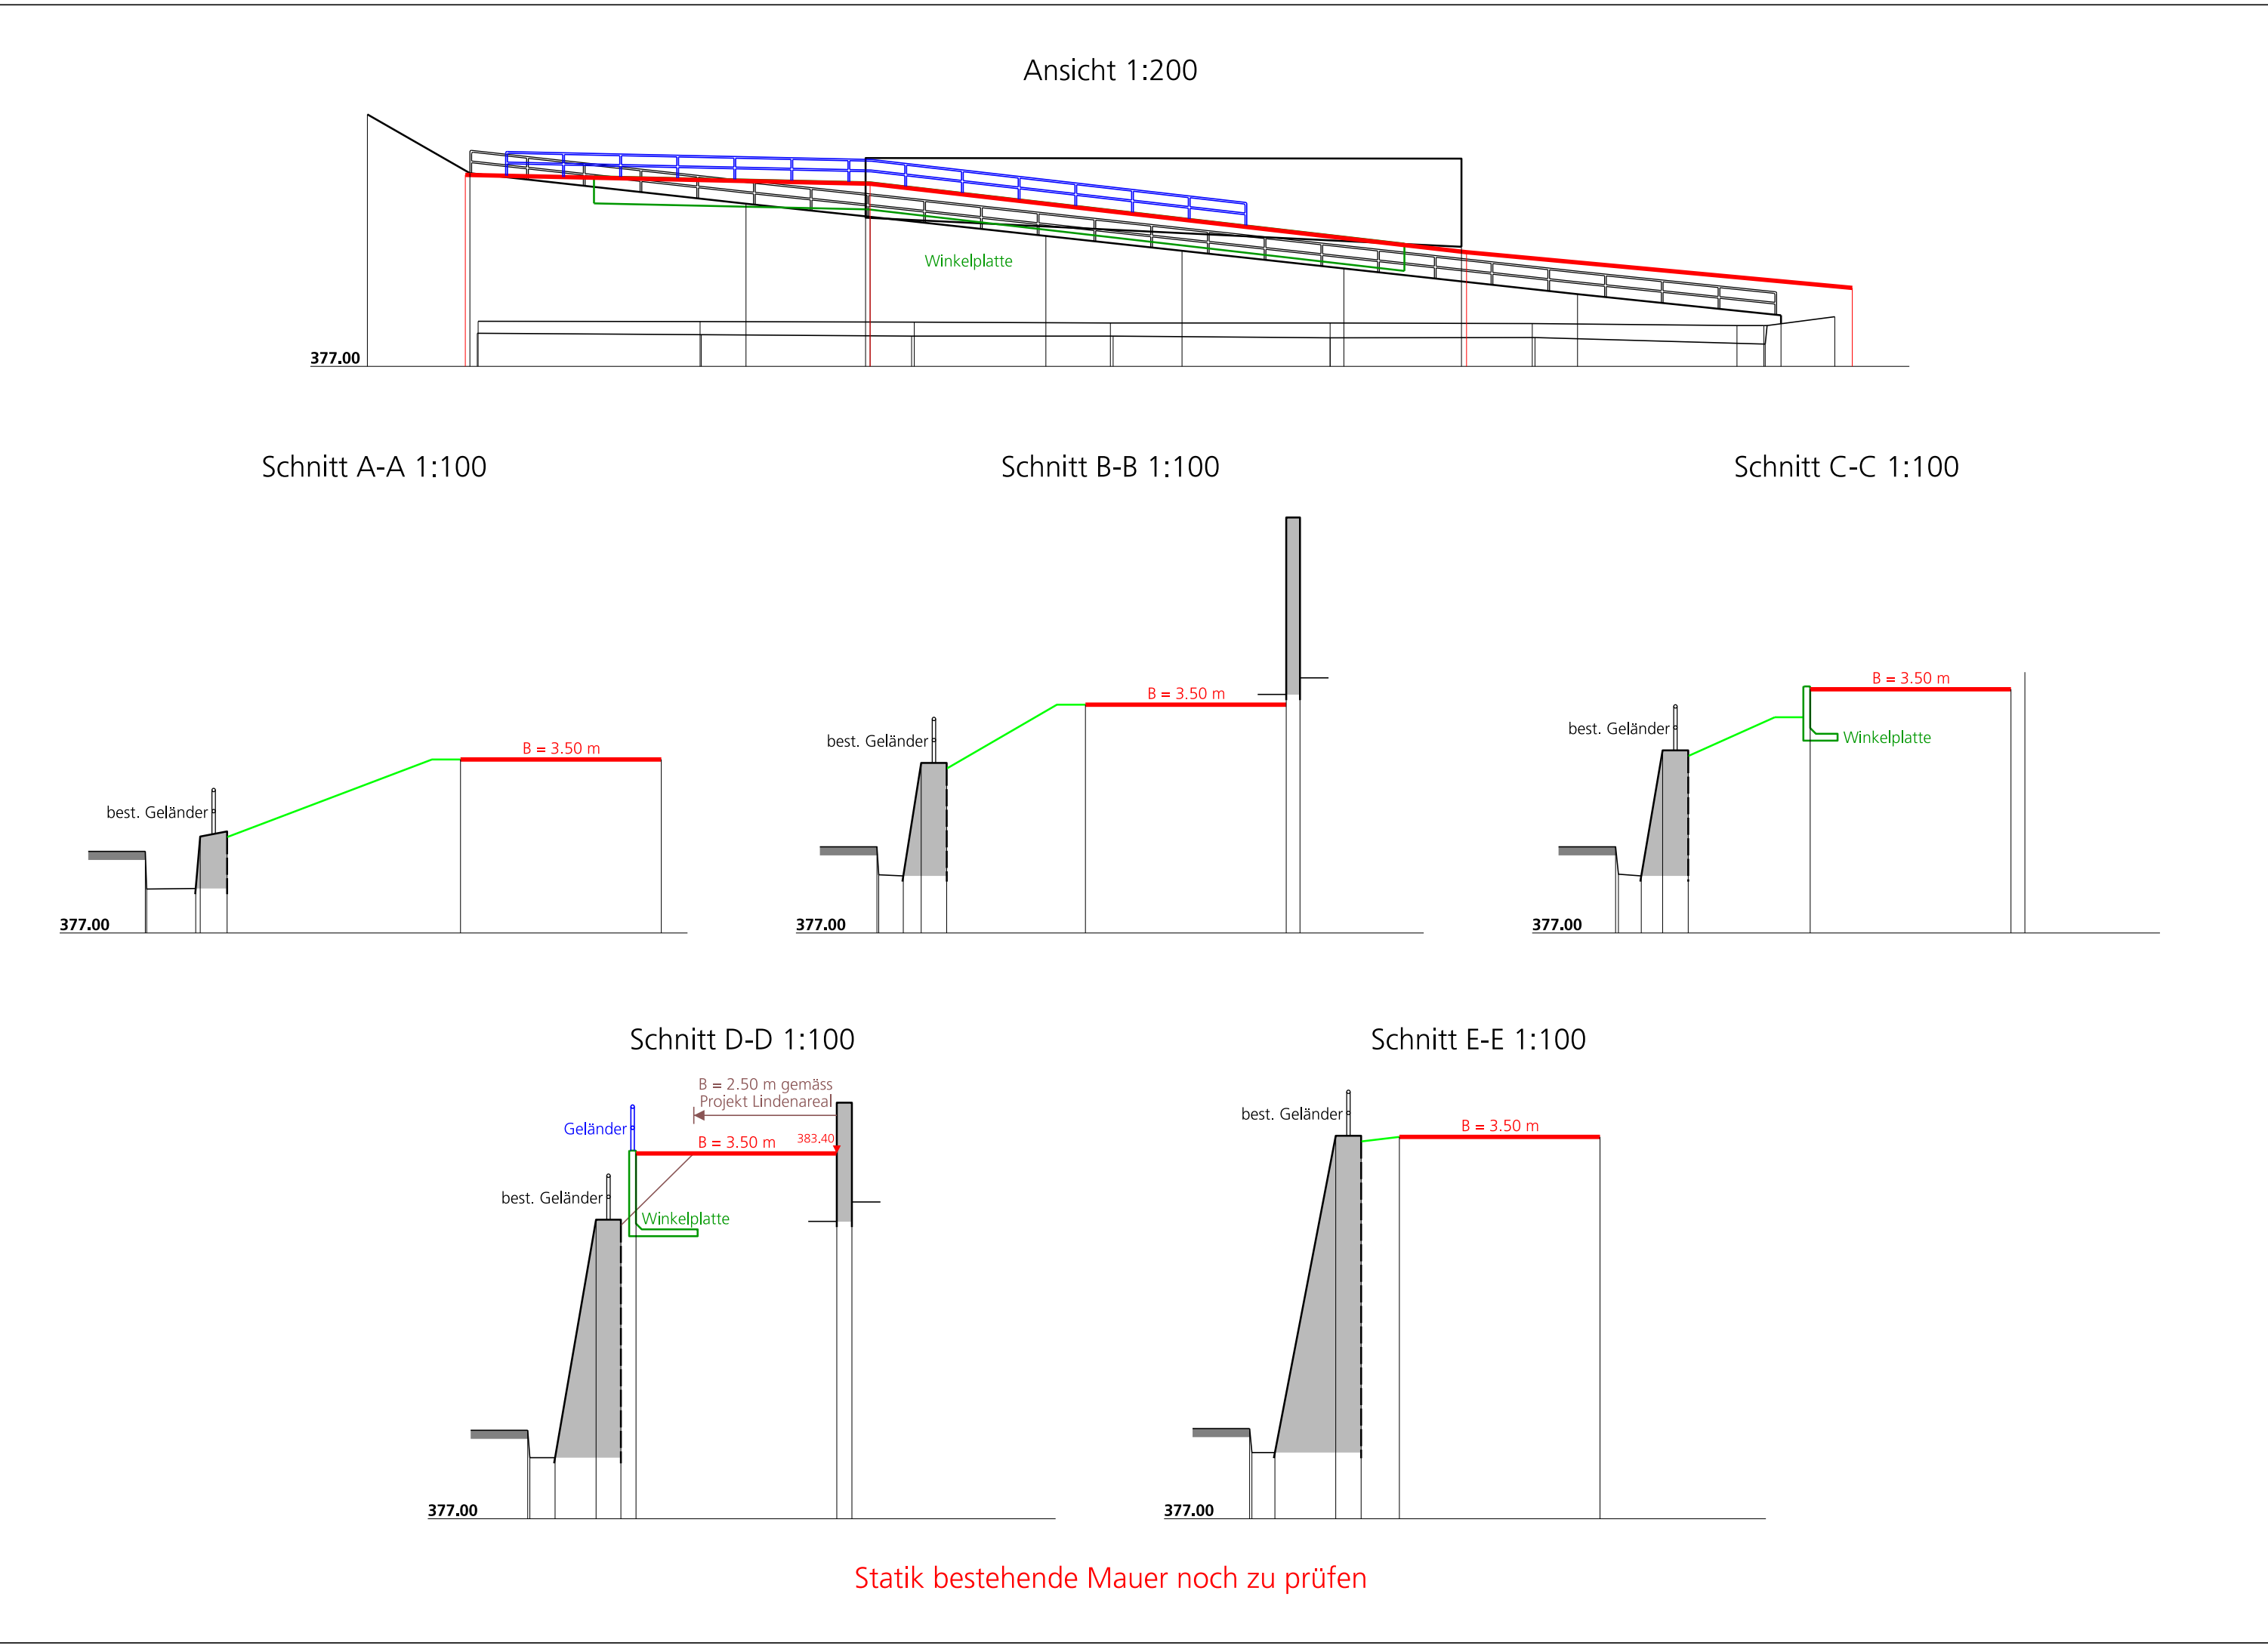 Ansicht 1:200
Winkelplatte
377.00
Schnitt A-A 1:100
Schnitt B-B 1:100
Schnitt C-C 1:100
B = 3.50 m
best. Geländer
377.00
B = 3.50 m
best. Geländer
377.00
B = 3.50 m
best. Geländer
Winkelplatte
377.00
Schnitt D-D 1:100
Schnitt E-E 1:100
B = 2.50 m gemäss
Projekt Lindenareal
Geländer
B = 3.50 m
383.40
best. Geländer
Winkelplatte
377.00
best. Geländer
B = 3.50 m
377.00
Statik bestehende Mauer noch zu prüfen